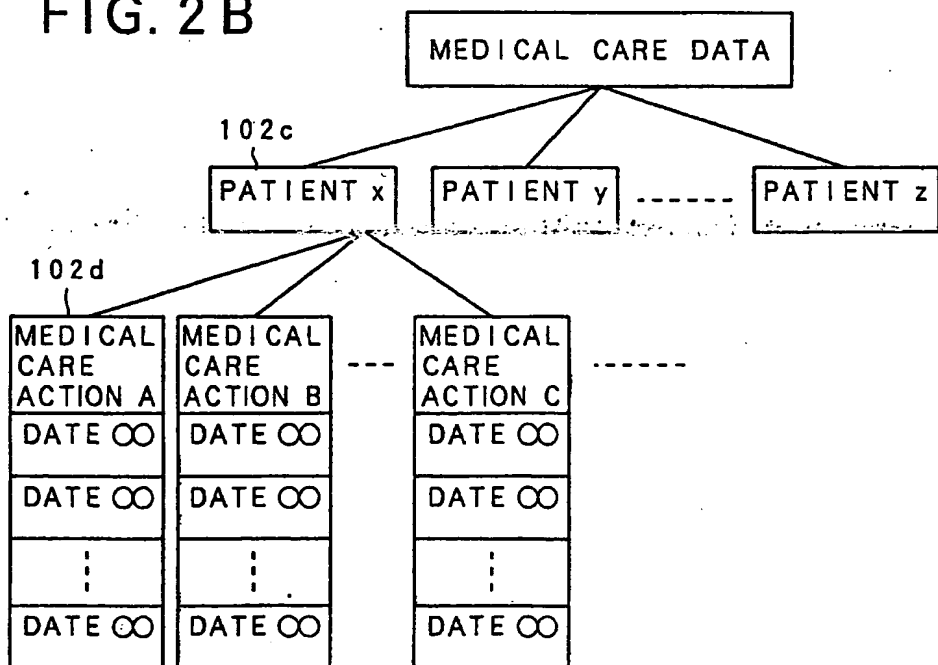 FIG. 2B
MEDICAL CARE DATA
102c
PATIENT x
PATIENT y
PATIENT z
102d
MEDICAL
CARE
ACTION A
DATE ○○
DATE ○○
DATE ○○
MEDICAL
CARE
ACTION B
DATE ○○
DATE ○○
DATE ○○
MEDICAL
CARE
ACTION C
DATE ○○
DATE ○○
DATE ○○